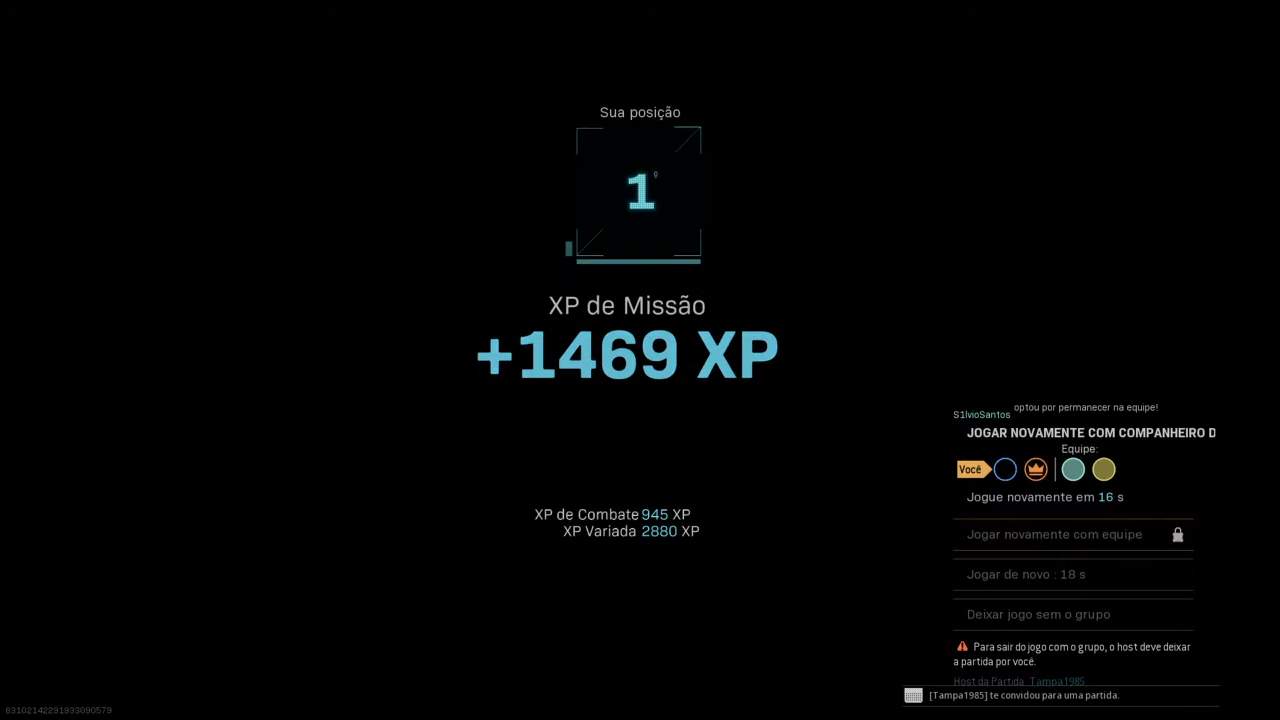 Sua posição
1º
XP de Missão
+1469 XP
XP de Combate 945 XP
XP Variada 2880 XP
S1lvioSantos optou por permanecer na equipe!
JOGAR NOVAMENTE COM COMPANHEIRO D
Equipe:
Você
Jogue novamente em 16 s
Jogar novamente com equipe
Jogar de novo : 18 s
Deixar jogo sem o grupo
Para sair do jogo com o grupo, o host deve deixar
a partida por você.
Host da Partida Tampa1985
[Tampa1985] te convidou para uma partida.
83102142291933090579